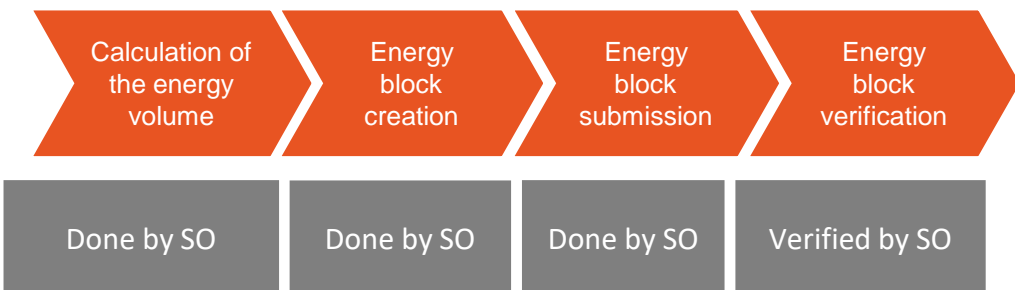 Calculation of
the energy
volume
Energy
block
creation
Energy
block
submission
Energy
block
verification
Done by SO
Done by SO
Done by SO
Verified by SO